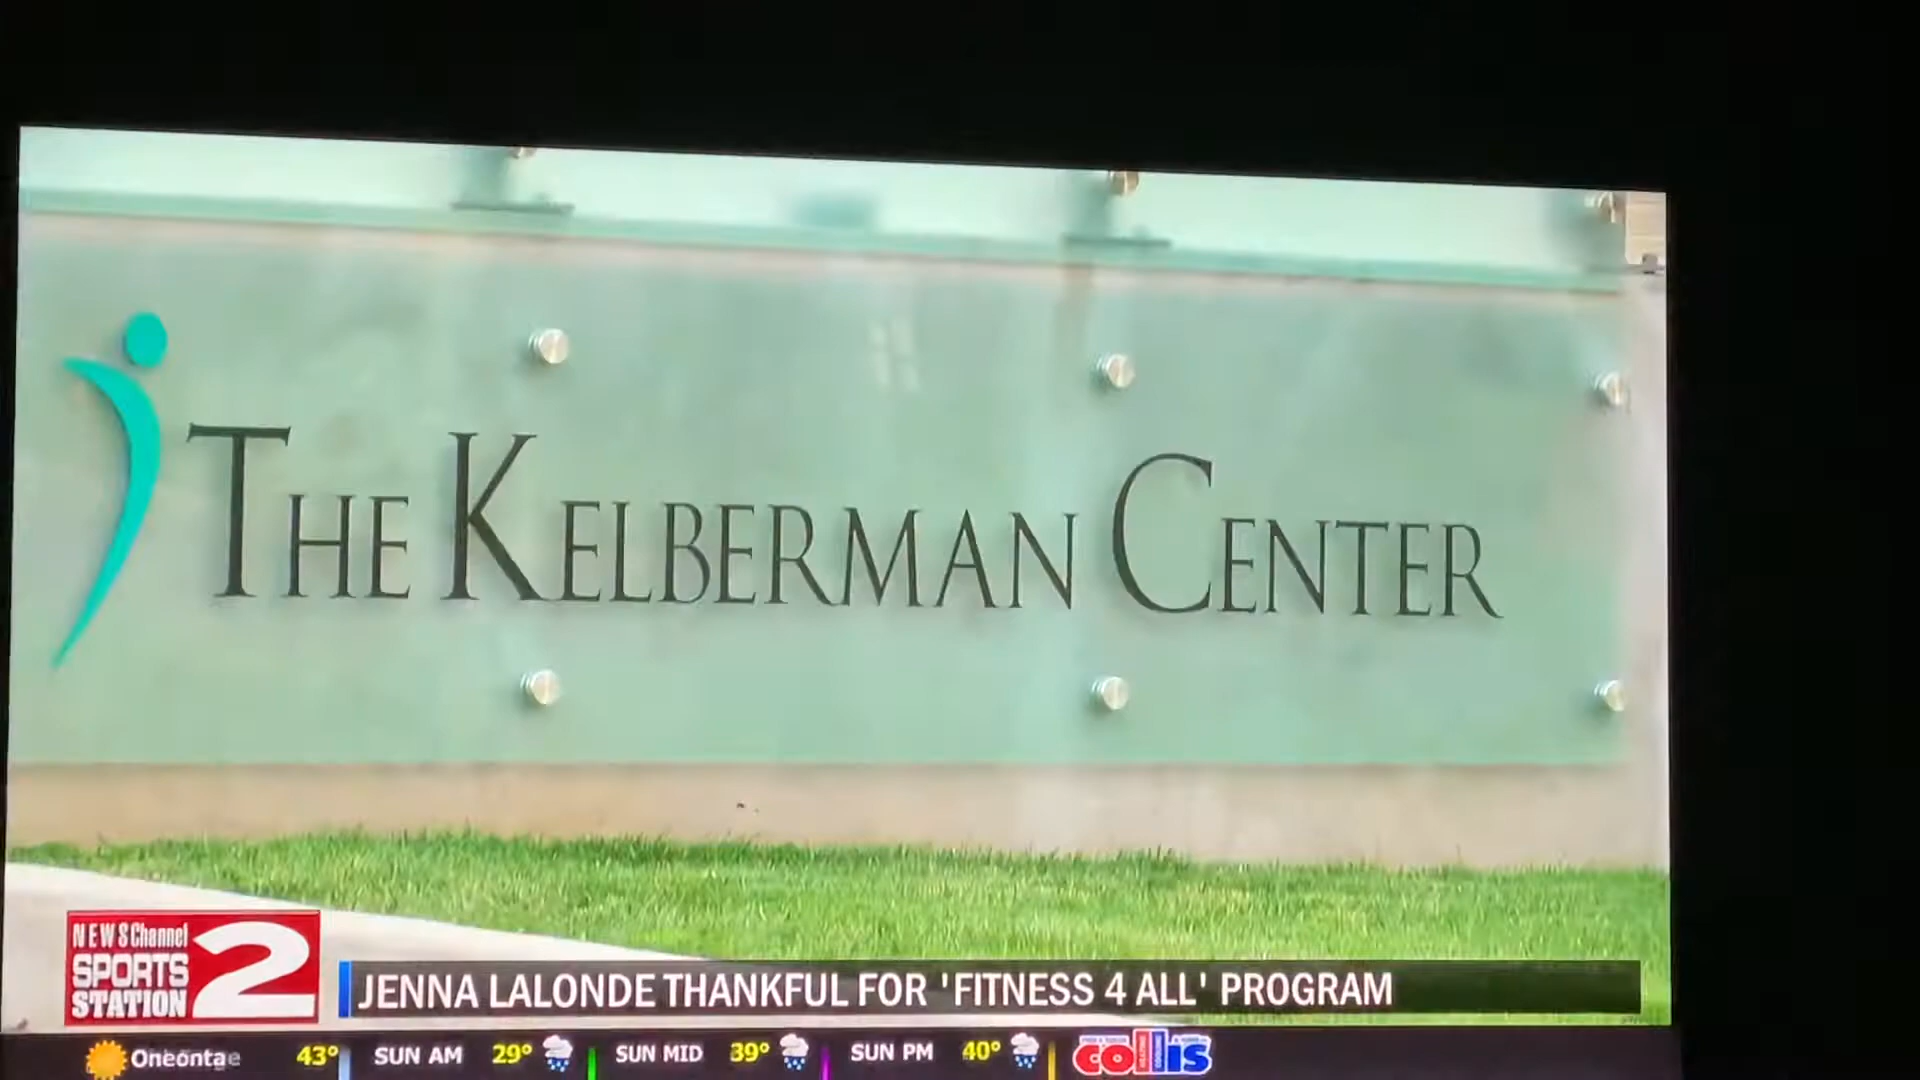 THE KELBERMAN CENTER
NEWSChannel
SPORTS
STATION
2
JENNA LALONDE THANKFUL FOR 'FITNESS 4 ALL' PROGRAM
43° SUN AM 29° SUN MID 39° SUN PM 40° collis